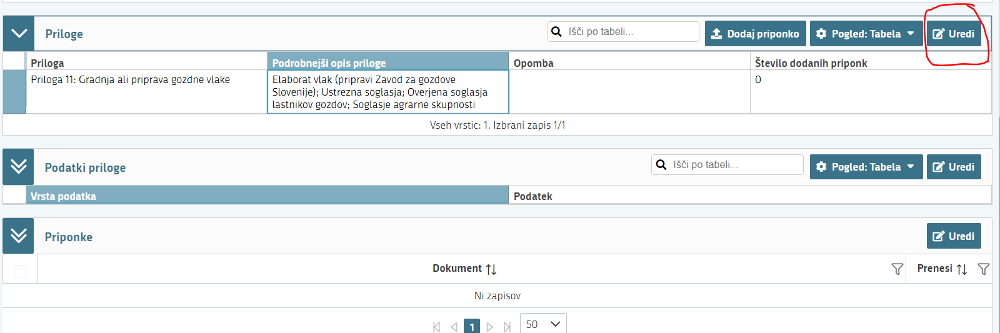 Priloge
Išči po tabeli...
Dodaj priponko
Pogled: Tabela
Uredi
Priloga
Podrobnejši opis priloge
Opomba
Število dodanih priponk
Priloga 11: Gradnja ali priprava gozdne vlake
Elaborat vlak (pripravi Zavod za gozdove
Slovenije); Ustrezna soglasja; Overjena soglasja
lastnikov gozdov; Soglasje agrarne skupnosti
0
Vseh vrstic: 1. Izbrani zapis 1/1
Podatki priloge
Išči po tabeli...
Pogled: Tabela
Uredi
Vrsta podatka
Podatek
Priponke
Uredi
Dokument
Prenesi
Ni zapisov
1
50